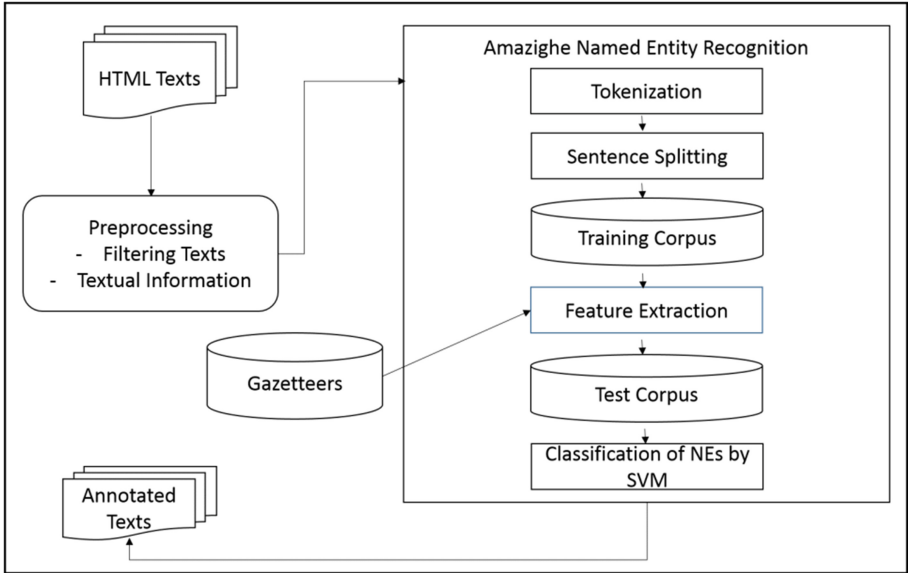 HTML Texts
Preprocessing
- Filtering Texts
- Textual Information
Gazetteers
Annotated
Texts
Amazighe Named Entity Recognition
Tokenization
Sentence Splitting
Training Corpus
Feature Extraction
Test Corpus
Classification of NEs by
SVM